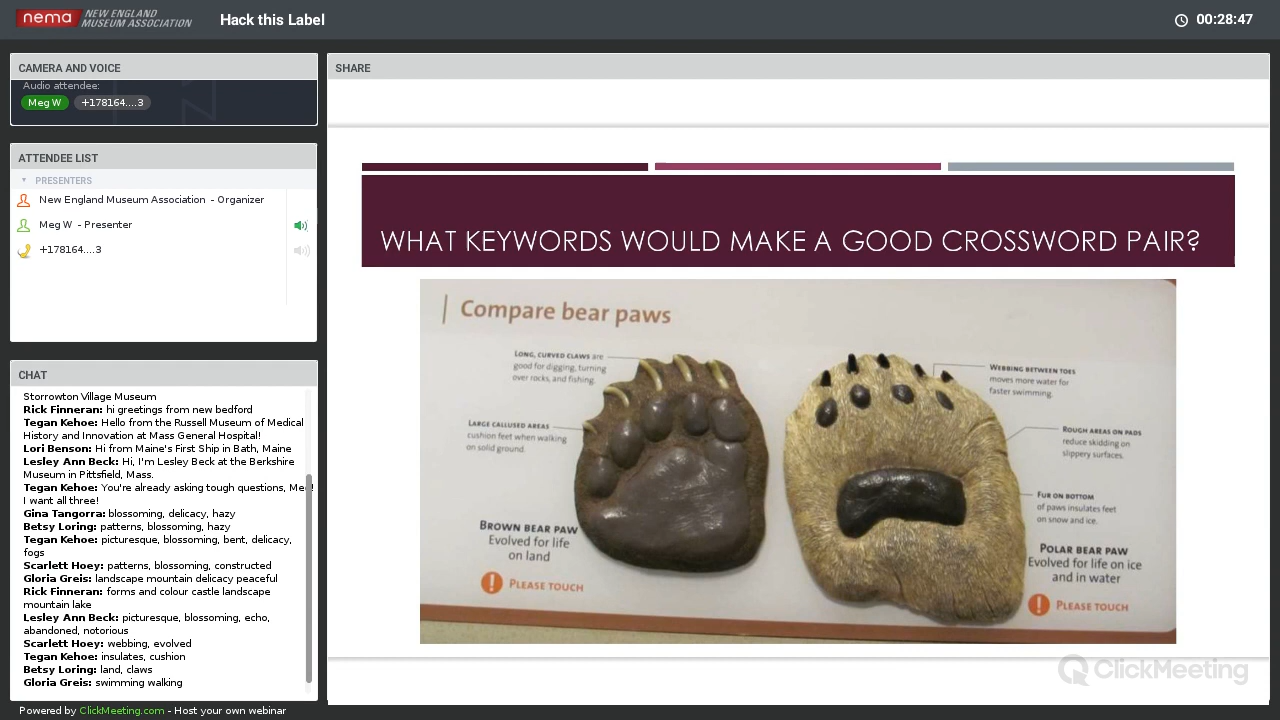 nema NEW ENGLAND
MUSEUM ASSOCIATION
Hack this Label
00:28:47
CAMERA AND VOICE
Audio attendee:
Meg W +178164....3
ATTENDEE LIST
PRESENTERS
New England Museum Association - Organizer
Meg W - Presenter
+178164....3
CHAT
Storrowton Village Museum
Rick Finneran: hi greetings from new bedford
Tegan Kehoe: Hello from the Russell Museum of Medical
History and Innovation at Mass General Hospital!
Lori Benson: Hi from Maine's First Ship in Bath, Maine
Lesley Ann Beck: Hi, I'm Lesley Beck at the Berkshire
Museum in Pittsfield, Mass.
Tegan Kehoe: You're already asking tough questions, Meg!
I want all three!
Gina Tangorra: blossoming, delicacy, hazy
Betsy Loring: patterns, blossoming, hazy
Tegan Kehoe: picturesque, blossoming, bent, delicacy,
fogs
Scarlett Hoey: patterns, blossoming, constructed
Gloria Greis: landscape mountain delicacy peaceful
Rick Finneran: forms and colour castle landscape
mountain lake
Lesley Ann Beck: picturesque, blossoming, echo,
abandoned, notorious
Scarlett Hoey: webbing, evolved
Tegan Kehoe: insulates, cushion
Betsy Loring: land, claws
Gloria Greis: swimming walking
Powered by ClickMeeting.com - Host your own webinar
SHARE
WHAT KEYWORDS WOULD MAKE A GOOD CROSSWORD PAIR?
Compare bear paws
LONG, CURVED CLAWS are
good for digging, turning
over rocks, and fishing.
LARGE CALLUSED AREAS
cushion feet when walking
on solid ground.
BROWN BEAR PAW
Evolved for life
on land
PLEASE TOUCH
WEBBING BETWEEN TOES
moves more water for
faster swimming.
ROUGH AREAS ON PADS
reduce skidding on
slippery surfaces.
FUR ON BOTTOM
of paws insulates feet
on snow and ice.
POLAR BEAR PAW
Evolved for life on ice
and in water
PLEASE TOUCH
ClickMeeting